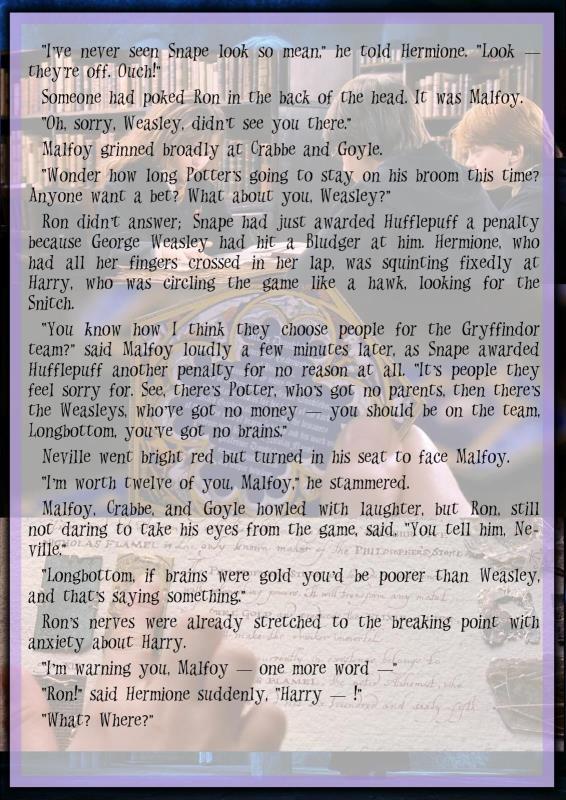 "I've never seen Snape look so mean," he told Hermione. "Look —
they're off. Ouch!"
Someone had poked Ron in the back of the head. It was Malfoy.
"Oh, sorry, Weasley, didn't see you there."
Malfoy grinned broadly at Crabbe and Goyle.
"Wonder how long Potter's going to stay on his broom this time?
Anyone want a bet? What about you, Weasley?"
Ron didn't answer; Snape had just awarded Hufflepuff a penalty
because George Weasley had hit a Bludger at him. Hermione, who
had all her fingers crossed in her lap, was squinting fixedly at
Harry, who was circling the game like a hawk, looking for the
Snitch.
"You know how I think they choose people for the Gryffindor
team?" said Malfoy loudly a few minutes later, as Snape awarded
Hufflepuff another penalty for no reason at all. "It's people they
feel sorry for. See, there's Potter, who's got no parents, then there's
the Weasleys, who've got no money — you should be on the team,
Longbottom, you've got no brains."
Neville went bright red but turned in his seat to face Malfoy.
"I'm worth twelve of you, Malfoy," he stammered.
Malfoy, Crabbe, and Goyle howled with laughter, but Ron, still
not daring to take his eyes from the game, said, "You tell him, Ne-
ville."
"Longbottom, if brains were gold you'd be poorer than Weasley,
and that's saying something."
Ron's nerves were already stretched to the breaking point with
anxiety about Harry.
"I'm warning you, Malfoy — one more word —"
"Ron!" said Hermione suddenly, "Harry — !"
"What? Where?"